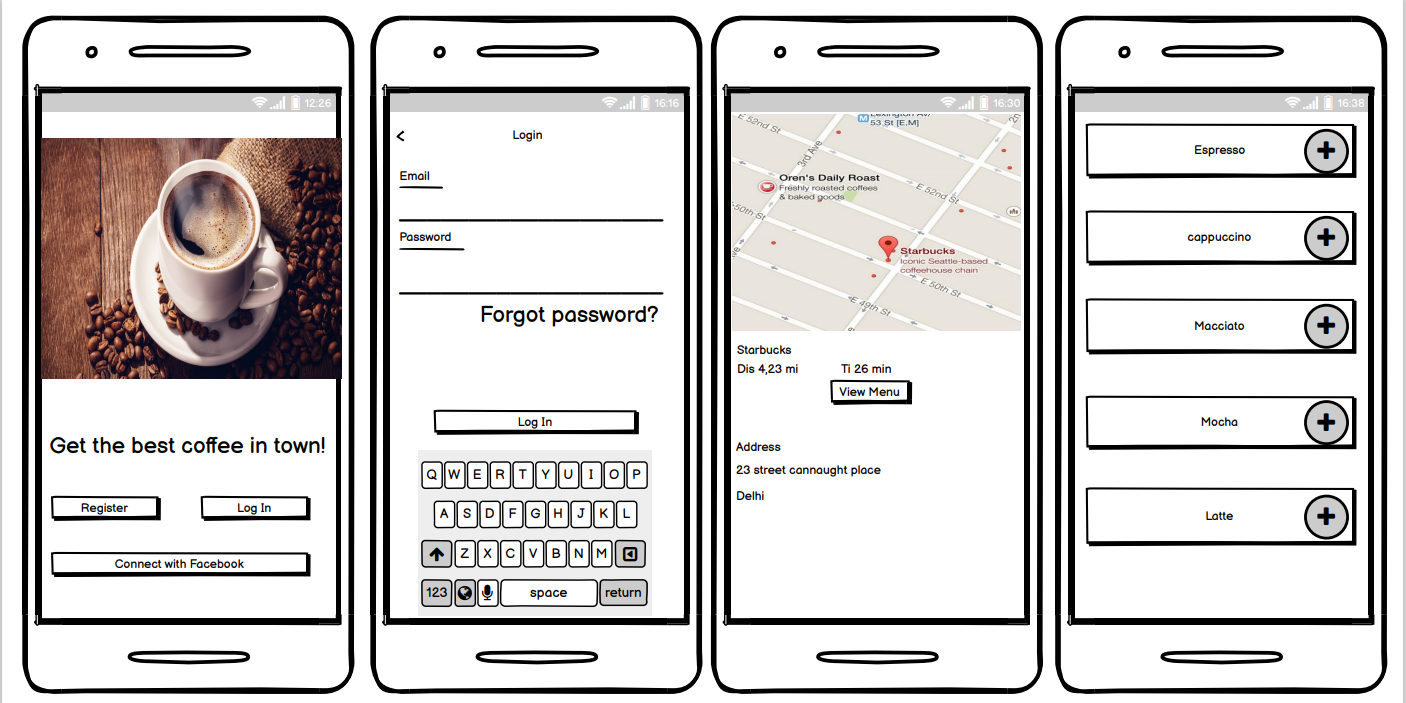 12:26
Get the best coffee in town!
Register
Log In
Connect with Facebook
16:16
Login
Email
Password
Forgot password?
Log In
Q W E R T Y U I O P
A S D F G H J K L
Z X C V B N M
123 space return
16:30
Lexington Av/
53 St [E,M]
E 52nd St
3rd Ave
2n
Oren's Daily Roast
Freshly roasted coffees
& baked goods
E 52nd St
50th St
Starbucks
Iconic Seattle-based
coffeehouse chain
E 50th St
E 49th St
Starbucks
Dis 4,23 mi Ti 26 min
View Menu
Address
23 street cannaught place
Delhi
16:38
Espresso
cappuccino
Macciato
Mocha
Latte